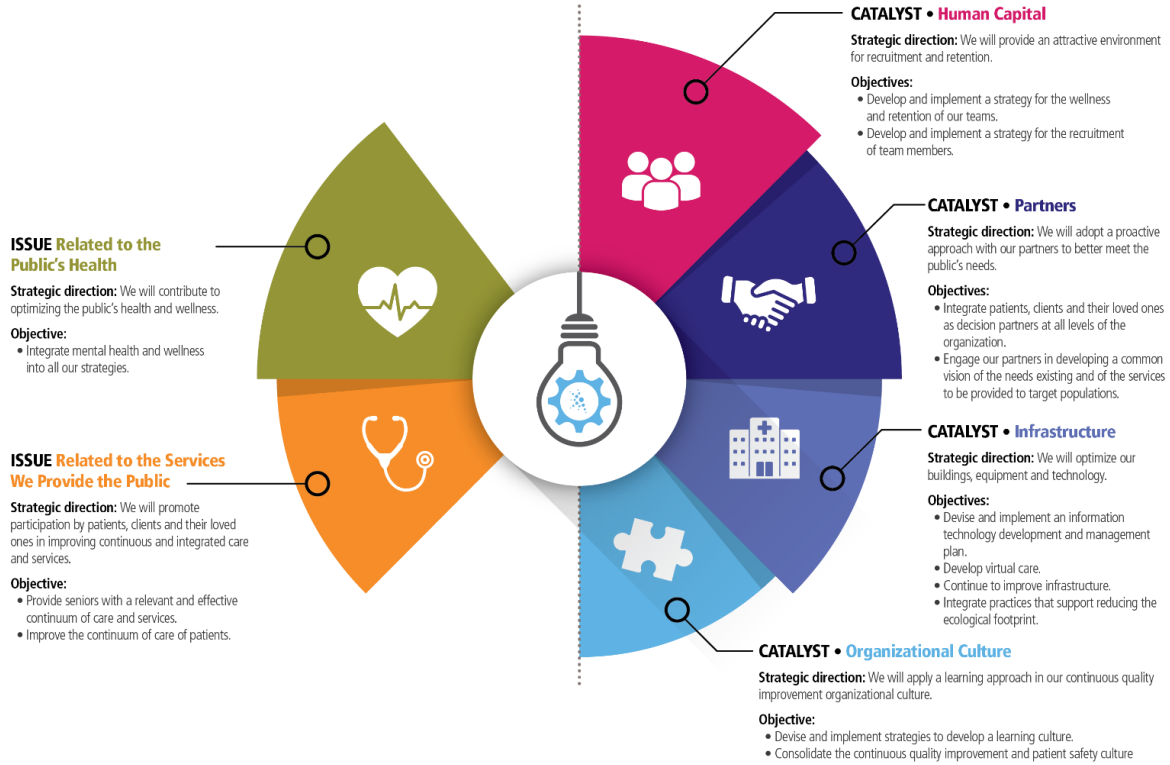 ISSUE Related to the
Public's Health
Strategic direction: We will contribute to
optimizing the public's health and wellness.
Objective:
• Integrate mental health and wellness
into all our strategies.
ISSUE Related to the Services
We Provide the Public
Strategic direction: We will promote
participation by patients, clients and their loved
ones in improving continuous and integrated care
and services.
Objective:
• Provide seniors with a relevant and effective
continuum of care and services.
• Improve the continuum of care of patients.
CATALYST • Human Capital
Strategic direction: We will provide an attractive environment
for recruitment and retention.
Objectives:
• Develop and implement a strategy for the wellness
and retention of our teams.
• Develop and implement a strategy for the recruitment
of team members.
CATALYST • Partners
Strategic direction: We will adopt a proactive
approach with our partners to better meet the
public's needs.
Objectives:
• Integrate patients, clients and their loved ones
as decision partners at all levels of the
organization.
• Engage our partners in developing a common
vision of the needs existing and of the services
to be provided to target populations.
CATALYST • Infrastructure
Strategic direction: We will optimize our
buildings, equipment and technology.
Objectives:
• Devise and implement an information
technology development and management
plan.
• Develop virtual care.
• Continue to improve infrastructure.
• Integrate practices that support reducing the
ecological footprint.
CATALYST • Organizational Culture
Strategic direction: We will apply a learning approach in our continuous quality
improvement organizational culture.
Objective:
• Devise and implement strategies to develop a learning culture.
• Consolidate the continuous quality improvement and patient safety culture